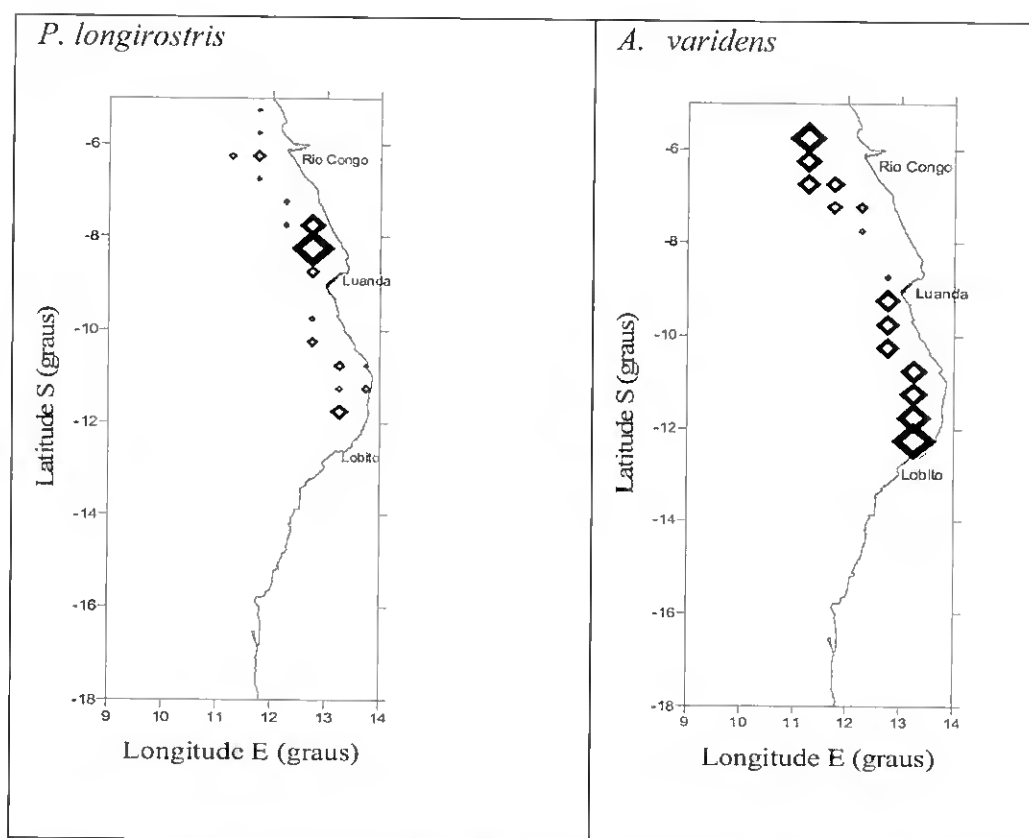 P. longirostris
-6
-8
-10
-12
-14
-16
-18
Rio Congo
Luanda
Lobito
9 10 11 12 13 14
Latitude S (graus)
Longitude E (graus)
A. varidens
-6
-8
-10
-12
-14
-16
-18
Rio Congo
Luanda
Lobito
9 10 11 12 13 14
Latitude S (graus)
Longitude E (graus)